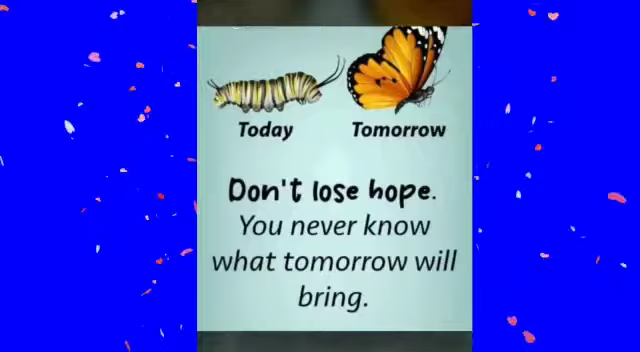 Today Tomorrow
Don't lose hope.
You never know
what tomorrow will
bring.